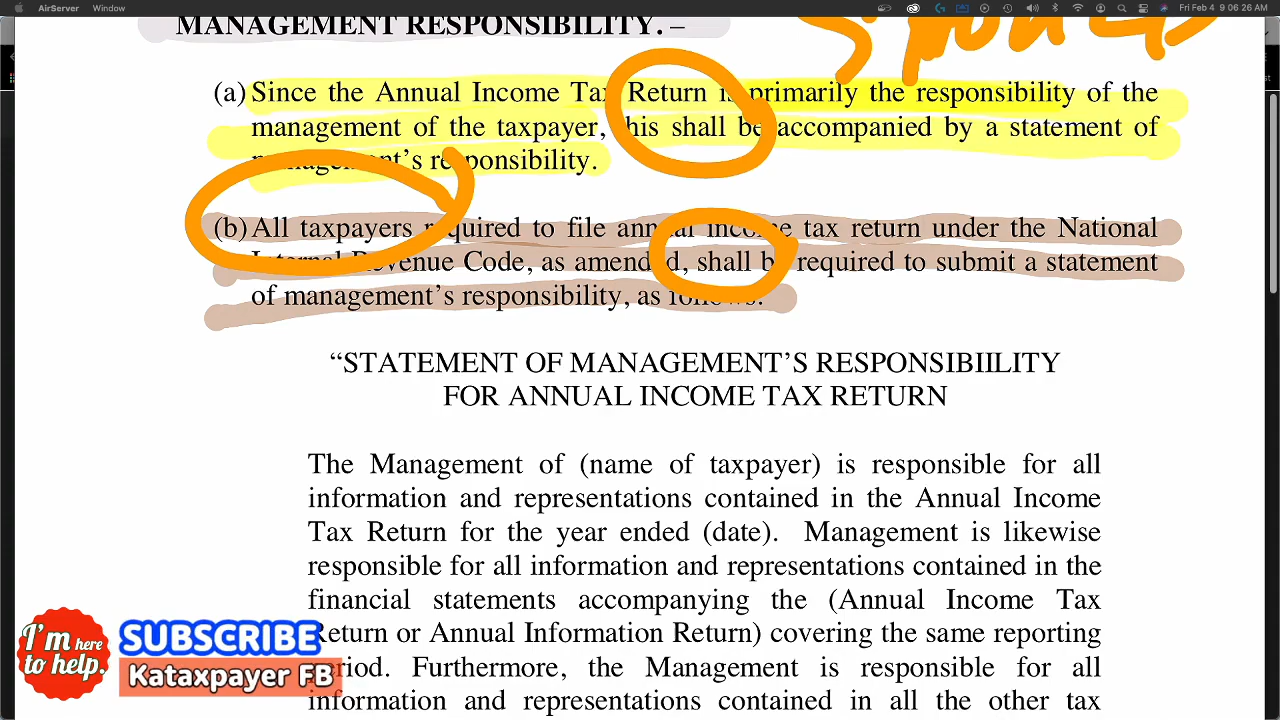 AirServer Window Fri Feb 4 9 06 26 AM
MANAGEMENT RESPONSIBILITY. –
(a) Since the Annual Income Tax Return is primarily the responsibility of the
management of the taxpayer, this shall be accompanied by a statement of
management's responsibility.
(b) All taxpayers required to file annual income tax return under the National
Internal Revenue Code, as amended, shall be required to submit a statement
of management's responsibility, as follows:
“STATEMENT OF MANAGEMENT'S RESPONSIBIILITY
FOR ANNUAL INCOME TAX RETURN
The Management of (name of taxpayer) is responsible for all
information and representations contained in the Annual Income
Tax Return for the year ended (date). Management is likewise
responsible for all information and representations contained in the
financial statements accompanying the (Annual Income Tax
Return or Annual Information Return) covering the same reporting
period. Furthermore, the Management is responsible for all
information and representations contained in all the other tax
I'm here
to help.
SUBSCRIBE
Kataxpayer FB